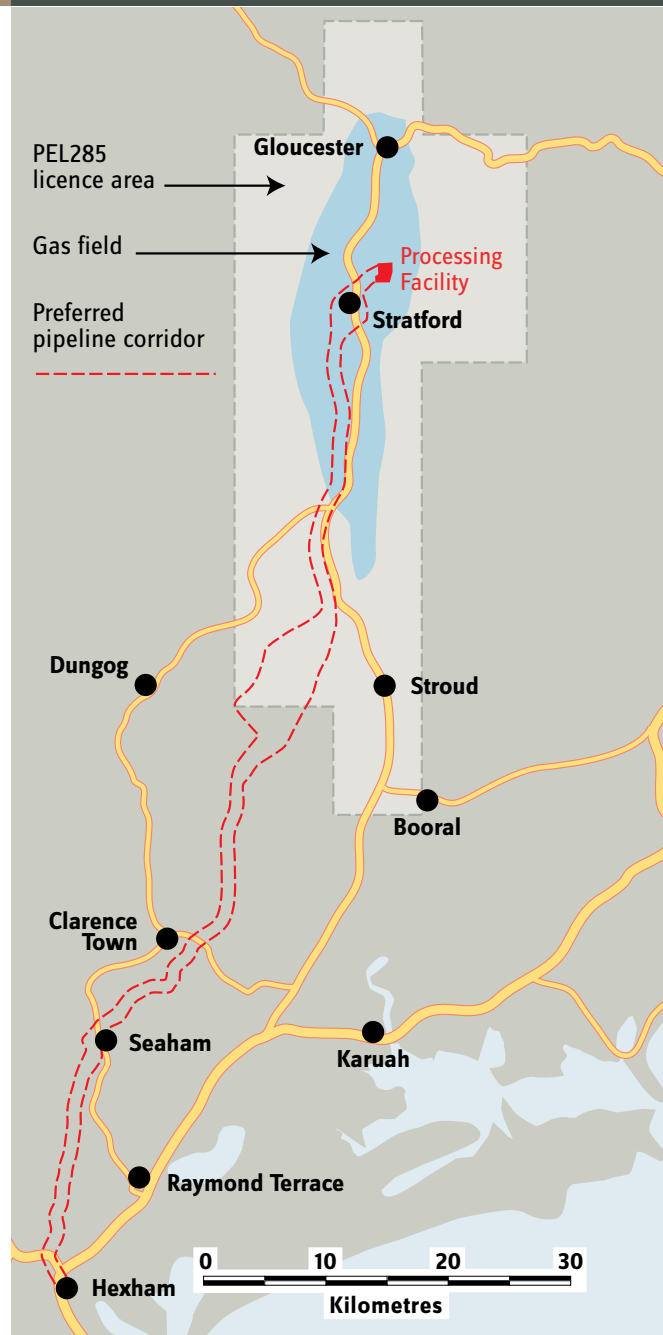 PEL285
licence area
Gas field
Preferred
pipeline corridor
Gloucester
Processing
Facility
Stratford
Dungog
Stroud
Booral
Clarence
Town
Seaham
Karuah
Raymond Terrace
Hexham
0 10 20 30
Kilometres